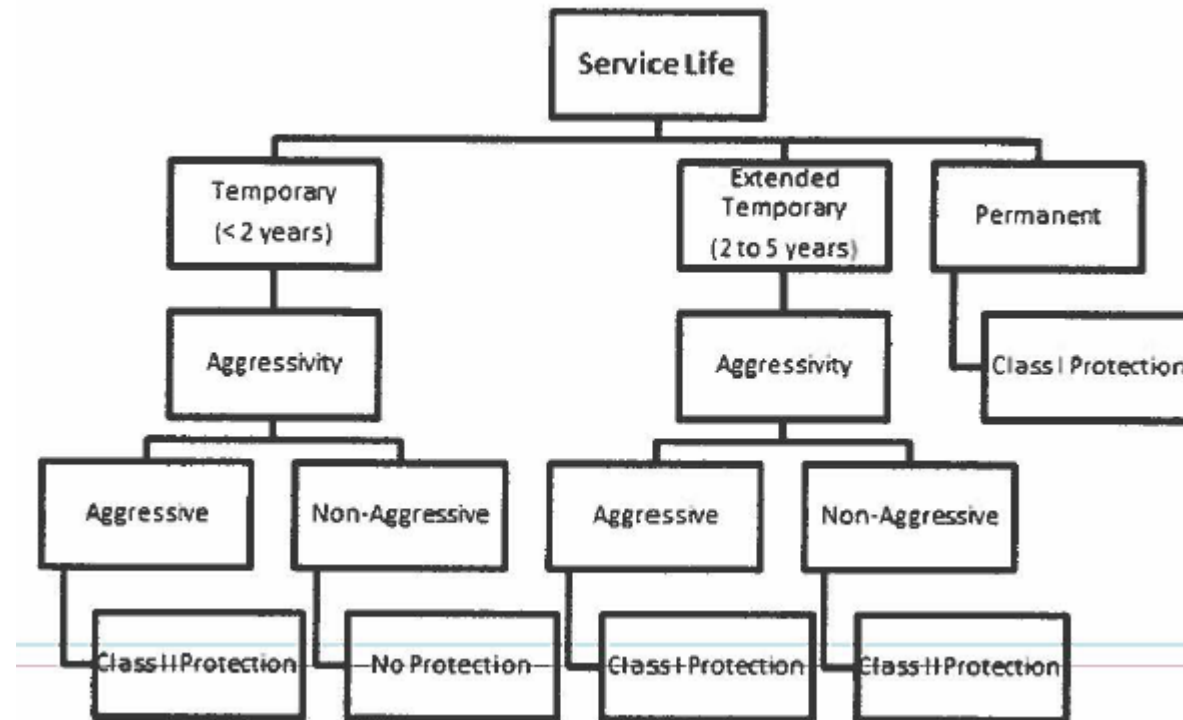 Service Life
Temporary
(< 2 years)
Extended
Temporary
(2 to 5 years)
Permanent
Aggressivity
Aggressivity
Class I Protection
Aggressive
Non-Aggressive
Aggressive
Non-Aggressive
Class II Protection
No Protection
Class I Protection
Class II Protection